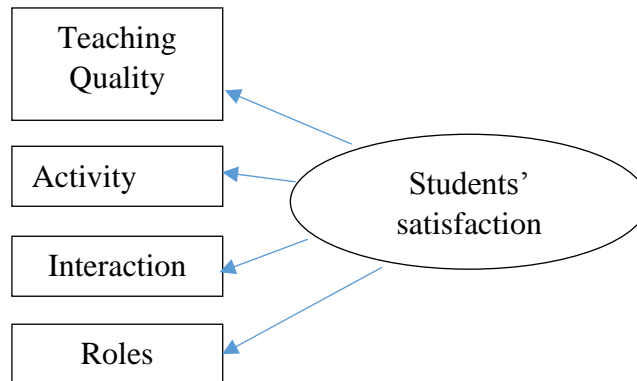 Teaching
Quality
Activity
Interaction
Roles
Students’
satisfaction